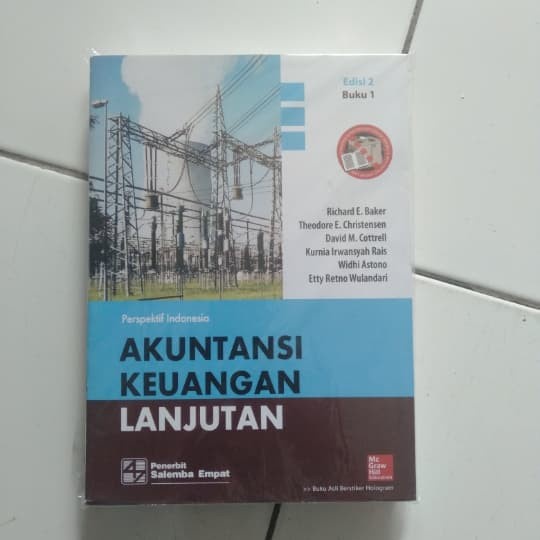 Edisi 2
Buku 1
Richard E. Baker
Theodore E. Christensen
David M. Cottrell
Kurnia Irwansyah Rais
Widhi Astono
Etty Retno Wulandari
Perspektif Indonesia
AKUNTANSI
KEUANGAN
LANJUTAN
Penerbit
Salemba Empat
Mc
Graw
Hill
Education
>> Buku Asli Berstiker Hologram